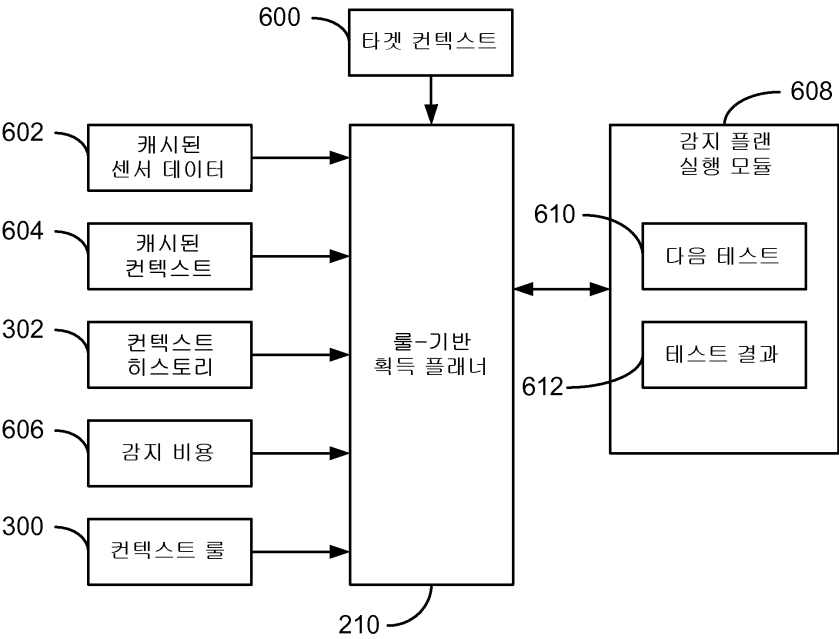 600
타겟 컨텍스트
602
캐시된
센서 데이터
604
캐시된
컨텍스트
302
컨텍스트
히스토리
606
감지 비용
300
컨텍스트 룰
룰-기반
획득 플래너
210
608
감지 플랜
실행 모듈
610
다음 테스트
612
테스트 결과